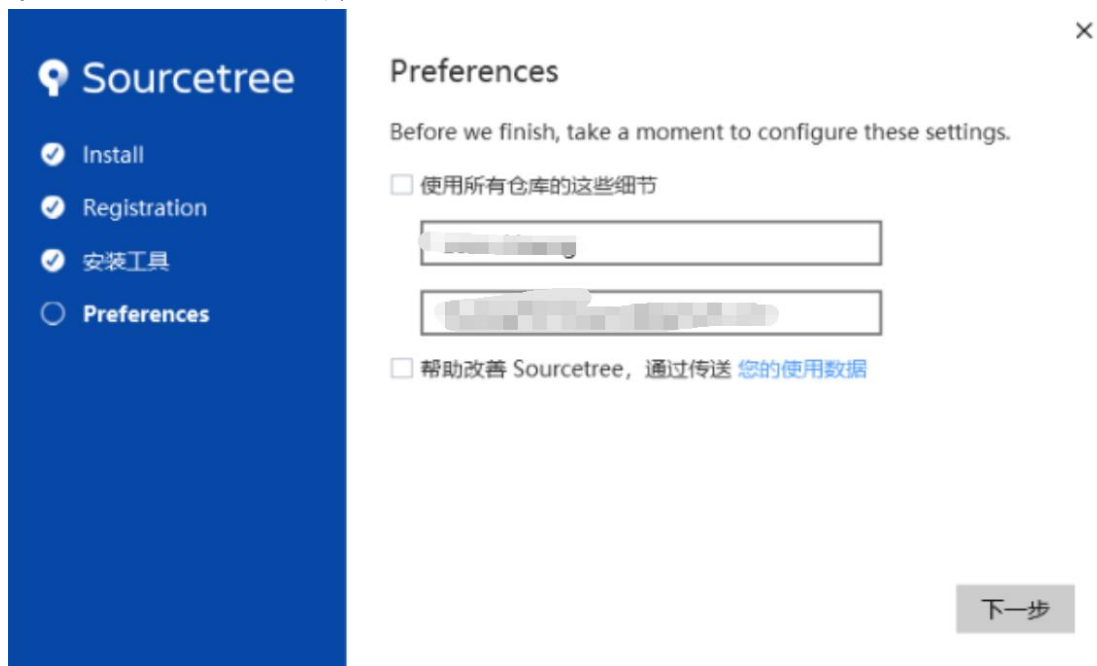 Sourcetree
Install
Registration
安装工具
Preferences
Preferences
Before we finish, take a moment to configure these settings.
使用所有仓库的这些细节
帮助改善 Sourcetree，通过传送 您的使用数据
下一步